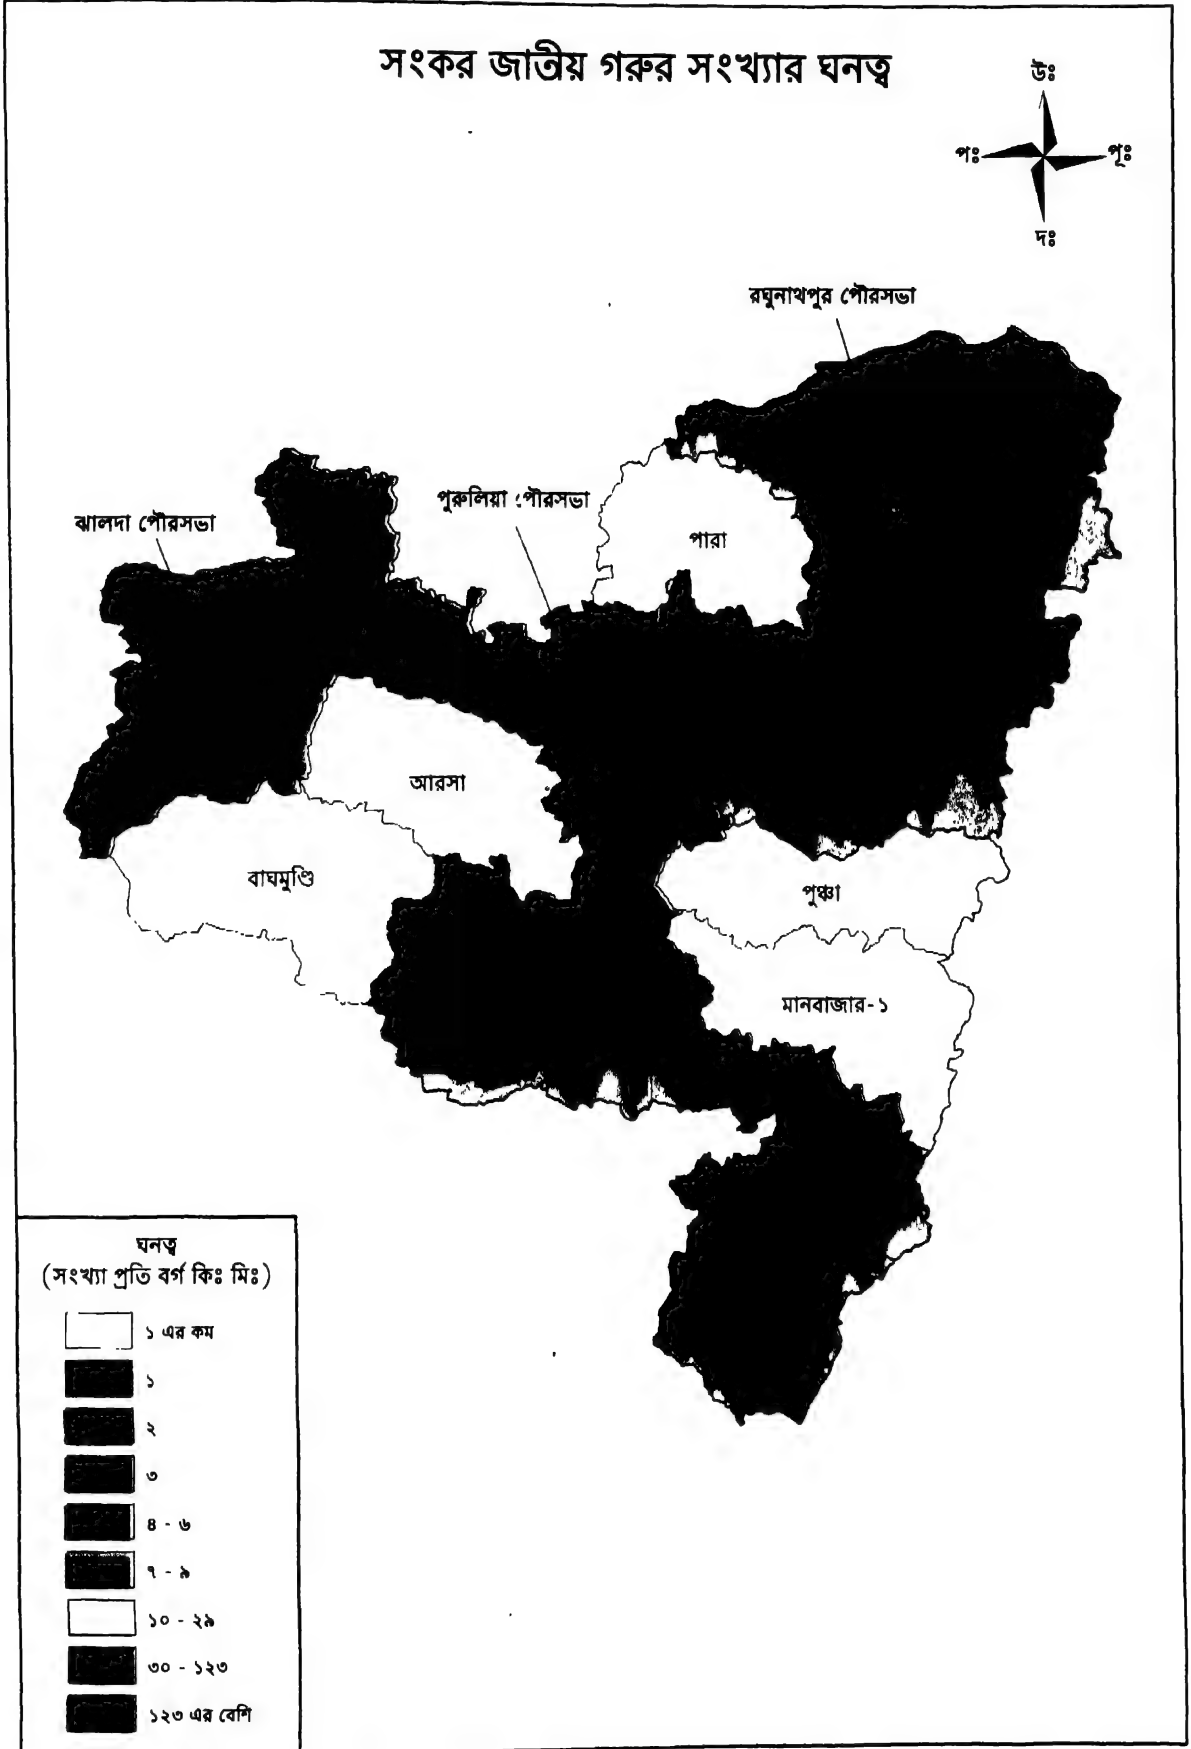 সংকর জাতীয় গরুর সংখ্যার ঘনত্ব
উঃ
পঃ
পূঃ
দঃ
রঘুনাথপুর পৌরসভা
পুরুলিয়া পৌরসভা
ঝালদা পৌরসভা
পারা
আরসা
বাঘমুণ্ডি
পুঞ্চা
মানবাজার-১
ঘনত্ব
(সংখ্যা প্রতি বর্গ কিঃ মিঃ)
১ এর কম
১
২
৩
৪ - ৬
৭ - ৯
১০ - ২৯
৩০ - ১২৩
১২৩ এর বেশি